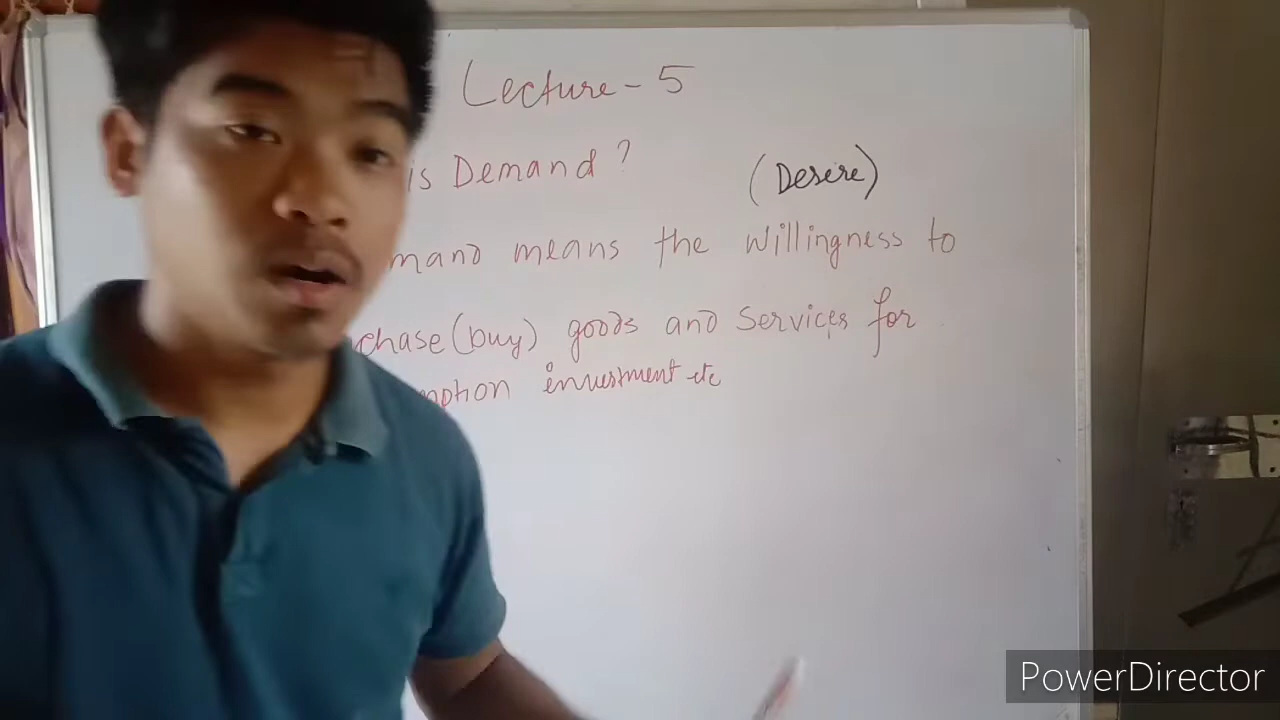 Lecture - 5
is Demand ?
(Desire)
mand means the willingness to
chase (buy) goods and services for
mption investment etc
PowerDirector